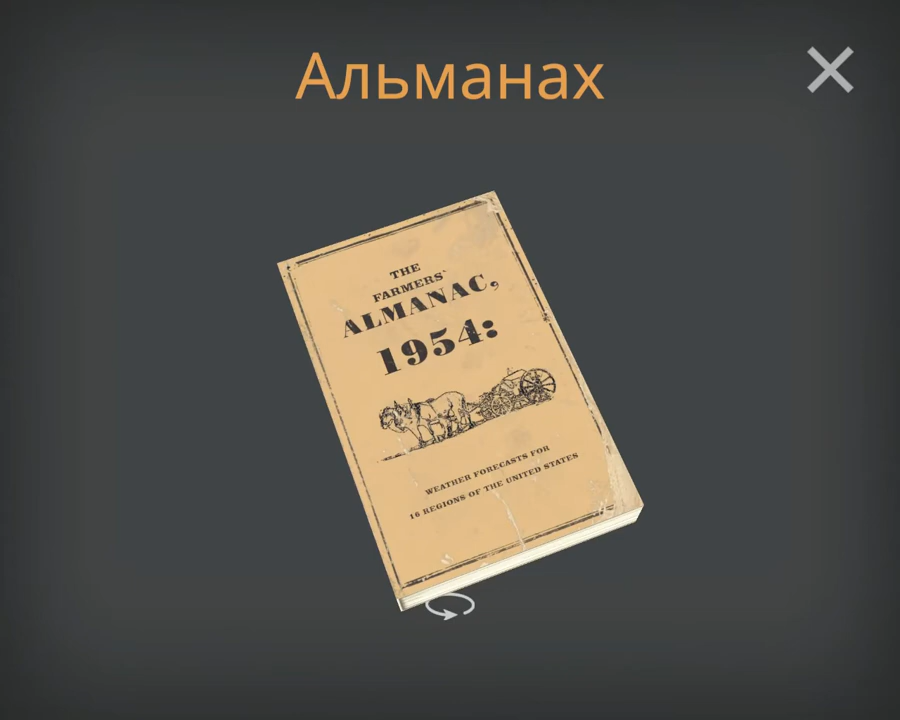 Альманах
THE
FARMERS'
ALMANAC,
1954:
WEATHER FORECASTS FOR
16 REGIONS OF THE UNITED STATES